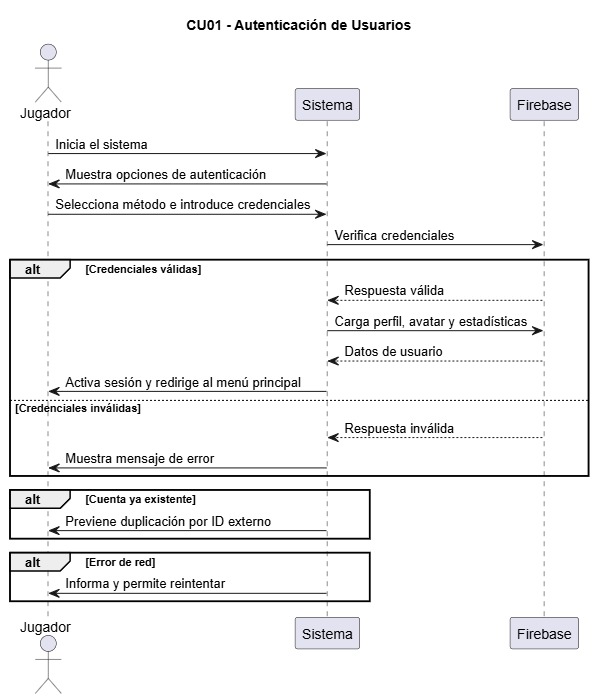 CU01 - Autenticación de Usuarios
Jugador
Sistema
Firebase
Inicia el sistema
Muestra opciones de autenticación
Selecciona método e introduce credenciales
Verifica credenciales
alt
[Credenciales válidas]
Respuesta válida
Carga perfil, avatar y estadísticas
Datos de usuario
Activa sesión y redirige al menú principal
[Credenciales inválidas]
Respuesta inválida
Muestra mensaje de error
alt
[Cuenta ya existente]
Previene duplicación por ID externo
alt
[Error de red]
Informa y permite reintentar
Jugador
Sistema
Firebase